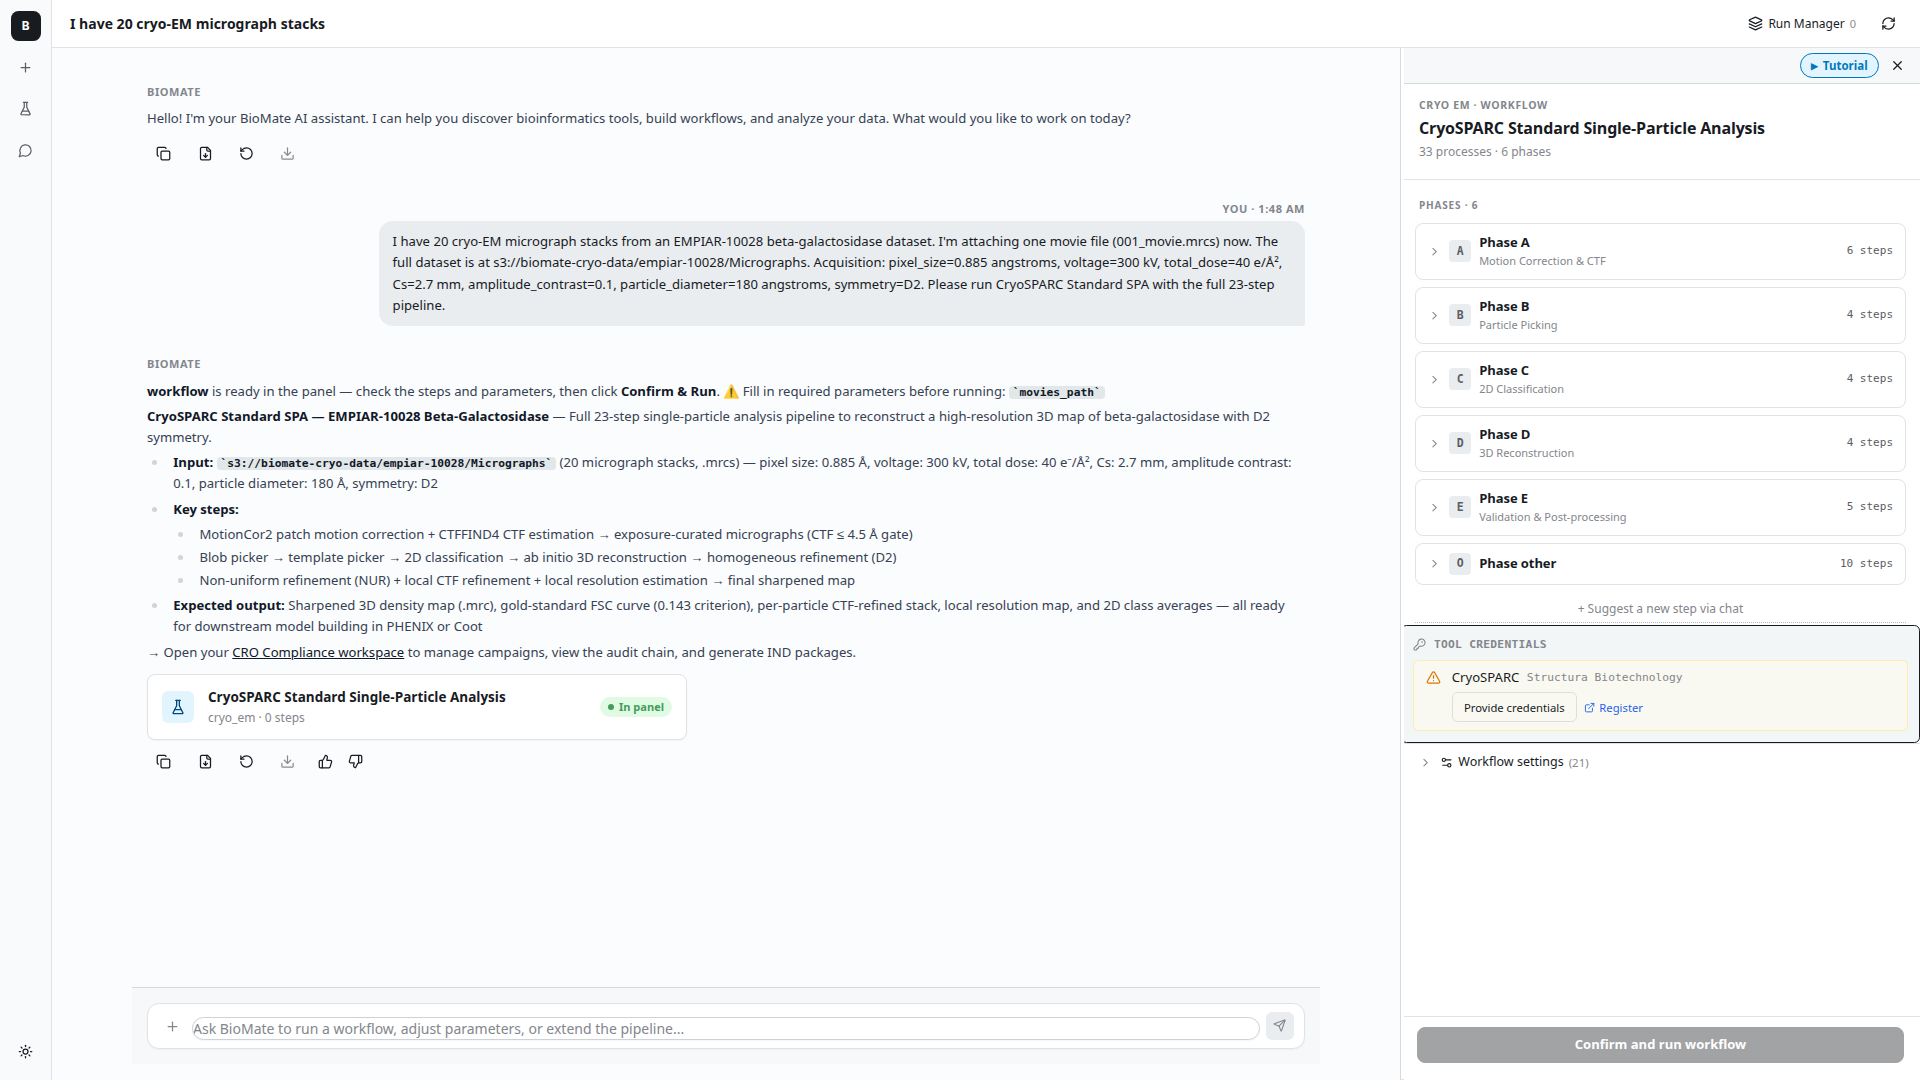 B
I have 20 cryo-EM micrograph stacks
Run Manager 0
BIOMATE
Hello! I'm your BioMate AI assistant. I can help you discover bioinformatics tools, build workflows, and analyze your data. What would you like to work on today?
YOU · 1:48 AM
I have 20 cryo-EM micrograph stacks from an EMPIAR-10028 beta-galactosidase dataset. I'm attaching one movie file (001_movie.mrcs) now. The
full dataset is at s3://biomate-cryo-data/empiar-10028/Micrographs. Acquisition: pixel_size=0.885 angstroms, voltage=300 kV, total_dose=40 e/Å²,
Cs=2.7 mm, amplitude_contrast=0.1, particle_diameter=180 angstroms, symmetry=D2. Please run CryoSPARC Standard SPA with the full 23-step
pipeline.
BIOMATE
workflow is ready in the panel — check the steps and parameters, then click Confirm & Run. ⚠️ Fill in required parameters before running: `movies_path`
CryoSPARC Standard SPA — EMPIAR-10028 Beta-Galactosidase — Full 23-step single-particle analysis pipeline to reconstruct a high-resolution 3D map of beta-galactosidase with D2
symmetry.
Input: `s3://biomate-cryo-data/empiar-10028/Micrographs` (20 micrograph stacks, .mrcs) — pixel size: 0.885 Å, voltage: 300 kV, total dose: 40 e⁻/Å², Cs: 2.7 mm, amplitude contrast:
0.1, particle diameter: 180 Å, symmetry: D2
Key steps:
MotionCor2 patch motion correction + CTFFIND4 CTF estimation → exposure-curated micrographs (CTF ≤ 4.5 Å gate)
Blob picker → template picker → 2D classification → ab initio 3D reconstruction → homogeneous refinement (D2)
Non-uniform refinement (NUR) + local CTF refinement + local resolution estimation → final sharpened map
Expected output: Sharpened 3D density map (.mrc), gold-standard FSC curve (0.143 criterion), per-particle CTF-refined stack, local resolution map, and 2D class averages — all ready
for downstream model building in PHENIX or Coot
→ Open your CRO Compliance workspace to manage campaigns, view the audit chain, and generate IND packages.
CryoSPARC Standard Single-Particle Analysis
cryo_em · 0 steps
In panel
Ask BioMate to run a workflow, adjust parameters, or extend the pipeline...
▶ Tutorial
CRYO EM · WORKFLOW
CryoSPARC Standard Single-Particle Analysis
33 processes · 6 phases
PHASES · 6
A Phase A 6 steps
Motion Correction & CTF
B Phase B 4 steps
Particle Picking
C Phase C 4 steps
2D Classification
D Phase D 4 steps
3D Reconstruction
E Phase E 5 steps
Validation & Post-processing
O Phase other 10 steps
+ Suggest a new step via chat
TOOL CREDENTIALS
CryoSPARC Structura Biotechnology
Provide credentials Register
Workflow settings (21)
Confirm and run workflow